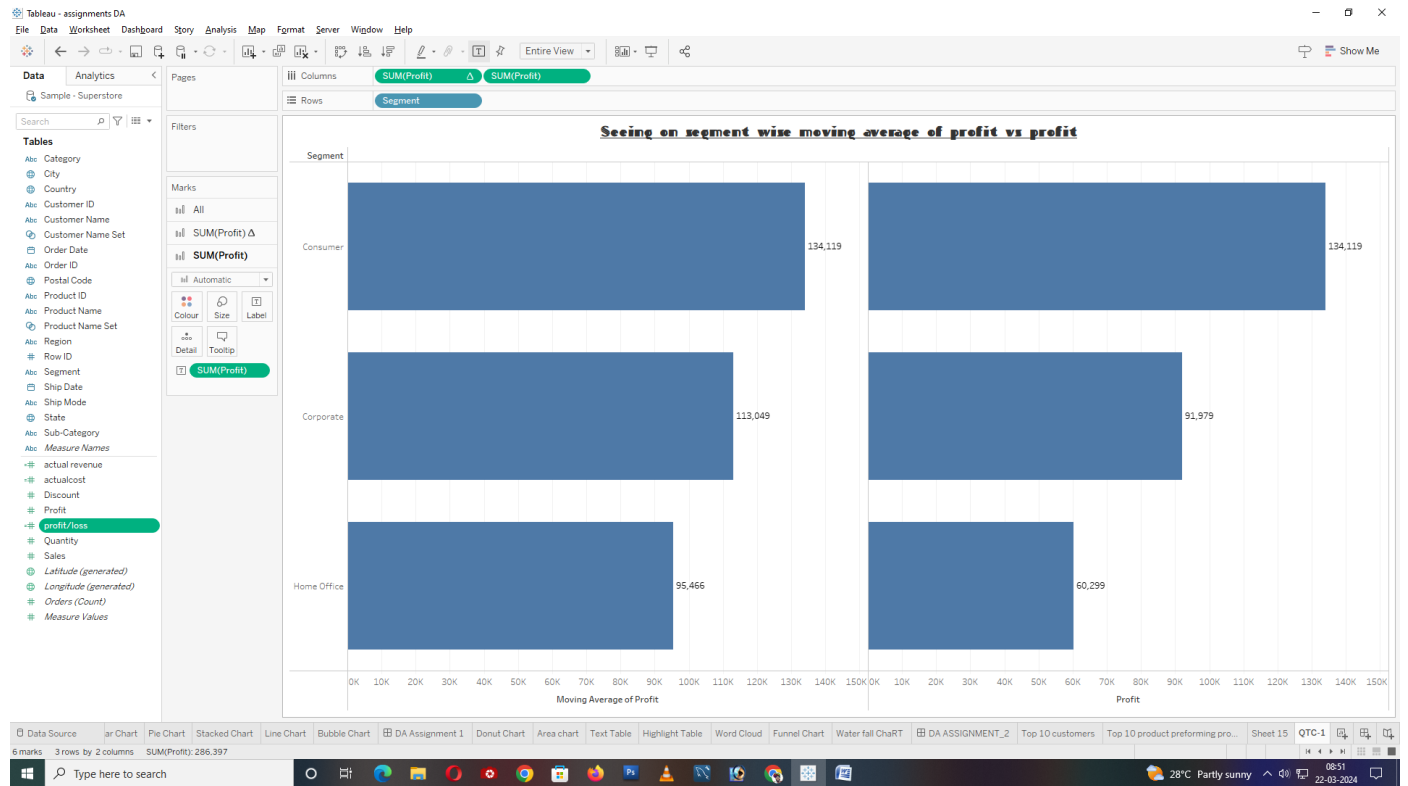 Tableau - assignments DA
File Data Worksheet Dashboard Story Analysis Map Format Server Window Help
Entire View
Show Me
Data Analytics
Sample - Superstore
Search
Tables
Abc Category
City
Country
Abc Customer ID
Abc Customer Name
Customer Name Set
Order Date
Abc Order ID
Postal Code
Abc Product ID
Abc Product Name
Product Name Set
Abc Region
# Row ID
Abc Segment
Ship Date
Abc Ship Mode
State
Abc Sub-Category
Abc Measure Names
=# actual revenue
=# actualcost
# Discount
# Profit
=# profit/loss
# Quantity
# Sales
Latitude (generated)
Longitude (generated)
# Orders (Count)
# Measure Values
Pages
Filters
Marks
All
SUM(Profit) Δ
SUM(Profit)
Automatic
Colour Size Label
Detail Tooltip
SUM(Profit)
Columns SUM(Profit) Δ SUM(Profit)
Rows Segment
Seeing on segment wise moving average of profit vs profit
Segment
Consumer 134,119 134,119
Corporate 113,049 91,979
Home Office 95,466 60,299
0K 10K 20K 30K 40K 50K 60K 70K 80K 90K 100K 110K 120K 130K 140K 150K 0K 10K 20K 30K 40K 50K 60K 70K 80K 90K 100K 110K 120K 130K 140K 150K
Moving Average of Profit Profit
Data Source ar Chart Pie Chart Stacked Chart Line Chart Bubble Chart DA Assignment 1 Donut Chart Area chart Text Table Highlight Table Word Cloud Funnel Chart Water fall ChaRT DA ASSIGNMENT_2 Top 10 customers Top 10 product preforming pro... Sheet 15 QTC-1
6 marks 3 rows by 2 columns SUM(Profit): 286,397
Type here to search
Ps
28°C Partly sunny
08:51
22-03-2024